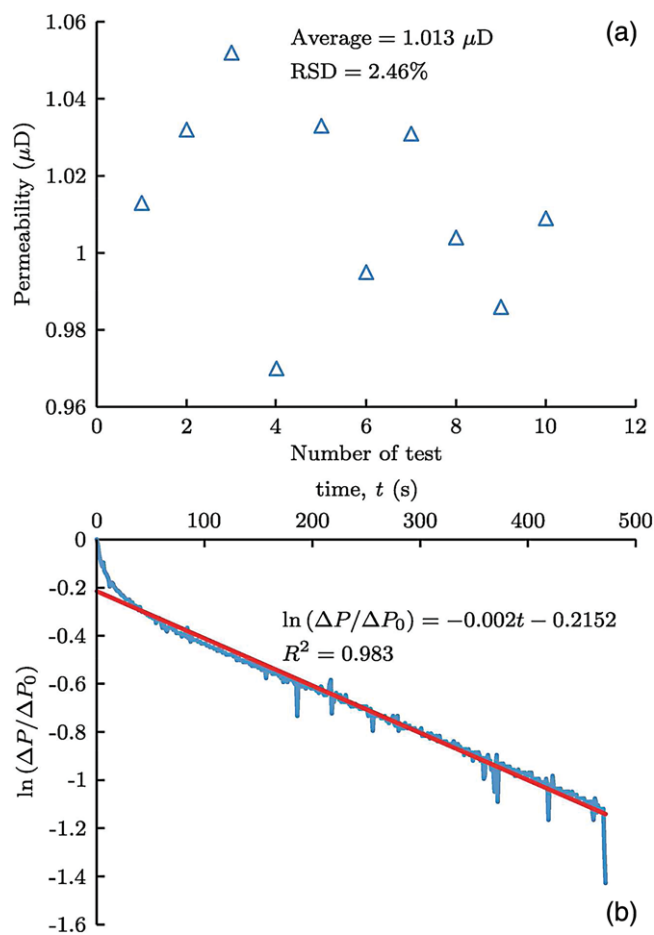 (a)
Average = 1.013 μD
RSD = 2.46%
Permeability (μD)
1.06
1.04
1.02
1
0.98
0.96
0 2 4 6 8 10 12
Number of test
time, t (s)
0 100 200 300 400 500
0
-0.2
-0.4
-0.6
-0.8
-1
-1.2
-1.4
-1.6
ln (ΔP/ΔP₀)
ln (ΔP/ΔP₀) = −0.002t − 0.2152
R² = 0.983
(b)